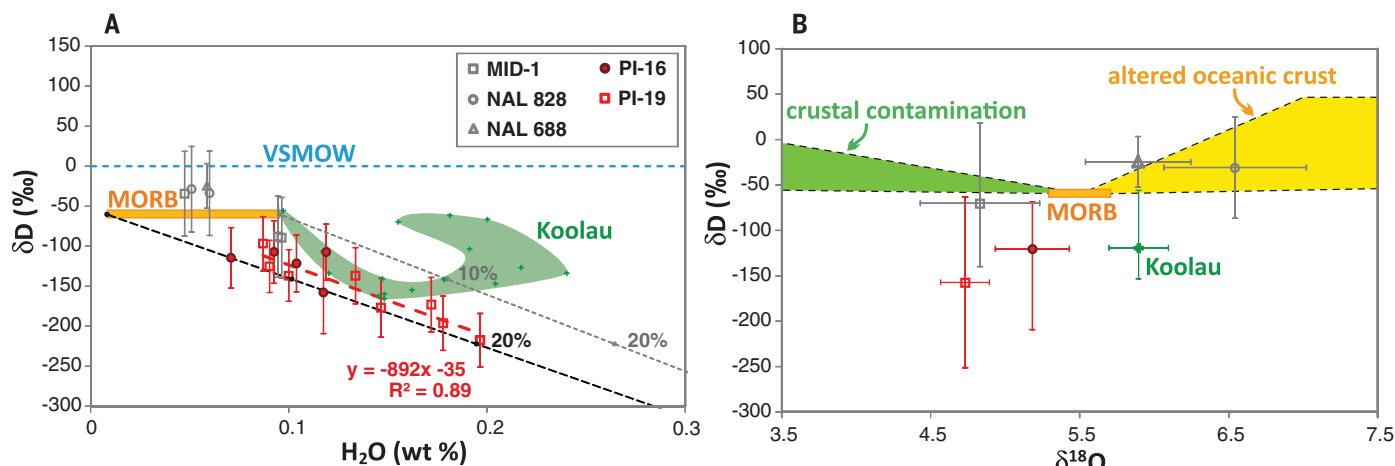 A
150
100
50
0
-50
-100
-150
-200
-250
-300
δD (‰)
MID-1
NAL 828
NAL 688
PI-16
PI-19
VSMOW
MORB
Koolau
10%
20%
20%
y = -892x -35
R² = 0.89
0
0.1
0.2
0.3
H₂O (wt %)
B
100
50
0
-50
-100
-150
-200
-250
-300
δD (‰)
altered oceanic crust
crustal contamination
MORB
Koolau
3.5
4.5
5.5
6.5
7.5
δ¹⁸O